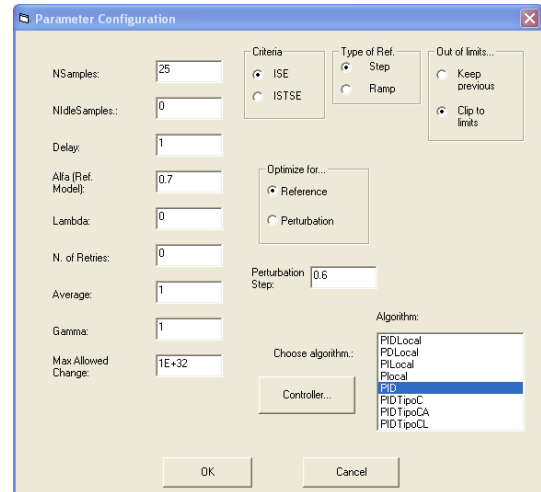 Parameter Configuration
NSamples:
25
NIdleSamples.:
0
Delay:
1
Alfa (Ref.
Model):
0.7
Lambda:
0
N. of Retries:
0
Average:
1
Gamma:
1
Max Allowed
Change:
1E+32
Criteria
ISE
ISTSE
Type of Ref.
Step
Ramp
Out of limits...
Keep
previous
Clip to
limits
Optimize for...
Reference
Perturbation
Perturbation
Step:
0.6
Choose algorithm.:
Controller...
Algorithm:
PIDLocal
PDLocal
PILocal
Plocal
PID
PIDTipoC
PIDTipoCA
PIDTipoCL
OK
Cancel